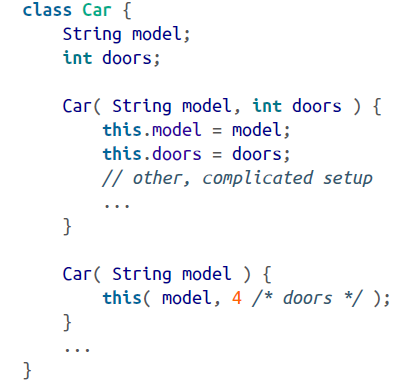 class Car {
    String model;
    int doors;

    Car( String model, int doors ) {
        this.model = model;
        this.doors = doors;
        // other, complicated setup
        ...
    }

    Car( String model ) {
        this( model, 4 /* doors */ );
    }
    ...
}